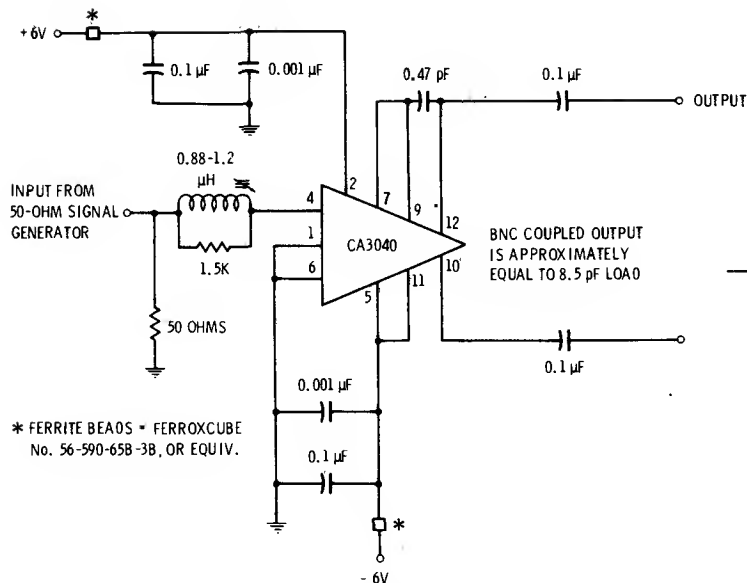 *
+6V
0.1 µF
0.001 µF
0.47 pF
0.1 µF
OUTPUT
0.88-1.2
µH
INPUT FROM
50-OHM SIGNAL
GENERATOR
1.5K
50 OHMS
4
1
6
2
7
9
12
CA3040
5
11
10
BNC COUPLED OUTPUT
IS APPROXIMATELY
EQUAL TO 8.5 pF LOAD
0.1 µF
0.001 µF
0.1 µF
* FERRITE BEADS = FERROXCUBE
No. 56-590-65B-3B, OR EQUIV.
*
- 6V